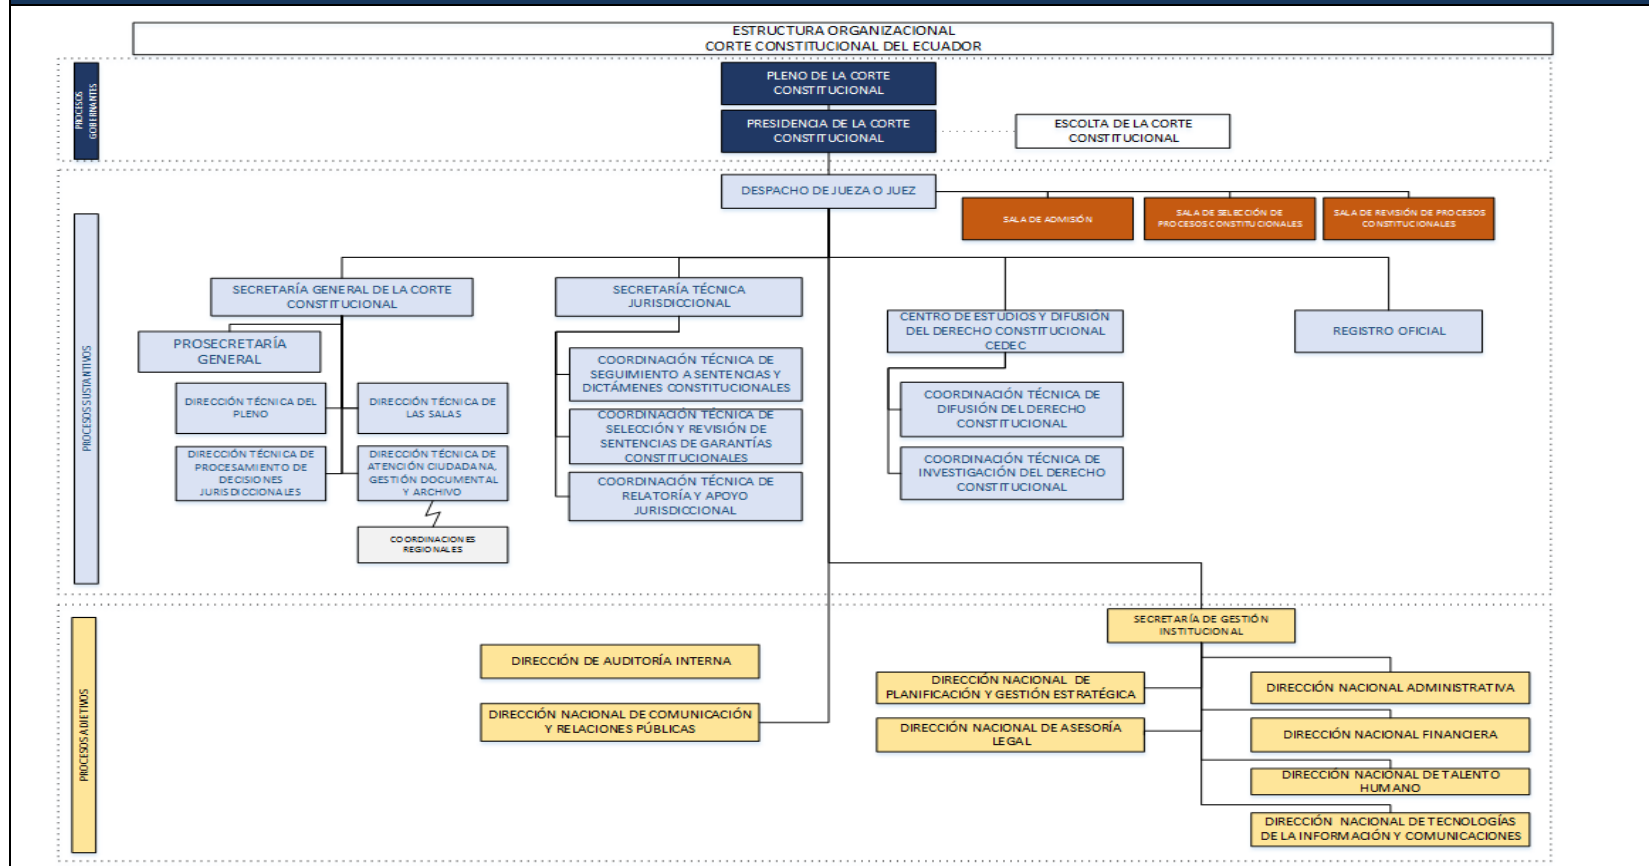 ESTRUCTURA ORGANIZACIONAL
CORTE CONSTITUCIONAL DEL ECUADOR
PROCESOS
GOBERNANTES
PLENO DE LA CORTE
CONSTITUCIONAL
PRESIDENCIA DE LA CORTE
CONSTITUCIONAL
ESCOLTA DE LA CORTE
CONSTITUCIONAL
PROCESOS SUSTANTIVOS
DESPACHO DE JUEZA O JUEZ
SALA DE ADMISIÓN
SALA DE SELECCIÓN DE
PROCESOS CONSTITUCIONALES
SALA DE REVISIÓN DE PROCESOS
CONSTITUCIONALES
SECRETARÍA GENERAL DE LA CORTE
CONSTITUCIONAL
PROSECRETARÍA
GENERAL
DIRECCIÓN TÉCNICA DEL
PLENO
DIRECCIÓN TÉCNICA DE
LAS SALAS
DIRECCIÓN TÉCNICA DE
PROCESAMIENTO DE
DECISIONES
JURISDICCIONALES
DIRECCIÓN TÉCNICA DE
ATENCIÓN CIUDADANA,
GESTIÓN DOCUMENTAL
Y ARCHIVO
COORDINACIONES
REGIONALES
SECRETARÍA TÉCNICA
JURISDICCIONAL
COORDINACIÓN TÉCNICA DE
SEGUIMIENTO A SENTENCIAS Y
DICTÁMENES CONSTITUCIONALES
COORDINACIÓN TÉCNICA DE
SELECCIÓN Y REVISIÓN DE
SENTENCIAS DE GARANTÍAS
CONSTITUCIONALES
COORDINACIÓN TÉCNICA DE
RELATORÍA Y APOYO
JURISDICCIONAL
CENTRO DE ESTUDIOS Y DIFUSIÓN
DEL DERECHO CONSTITUCIONAL
CEDEC
COORDINACIÓN TÉCNICA DE
DIFUSIÓN DEL DERECHO
CONSTITUCIONAL
COORDINACIÓN TÉCNICA DE
INVESTIGACIÓN DEL DERECHO
CONSTITUCIONAL
REGISTRO OFICIAL
PROCESOS ADJETIVOS
DIRECCIÓN DE AUDITORÍA INTERNA
DIRECCIÓN NACIONAL DE COMUNICACIÓN
Y RELACIONES PÚBLICAS
SECRETARÍA DE GESTIÓN
INSTITUCIONAL
DIRECCIÓN NACIONAL DE
PLANIFICACIÓN Y GESTIÓN ESTRATÉGICA
DIRECCIÓN NACIONAL DE ASESORÍA
LEGAL
DIRECCIÓN NACIONAL ADMINISTRATIVA
DIRECCIÓN NACIONAL FINANCIERA
DIRECCIÓN NACIONAL DE TALENTO
HUMANO
DIRECCIÓN NACIONAL DE TECNOLOGÍAS
DE LA INFORMACIÓN Y COMUNICACIONES